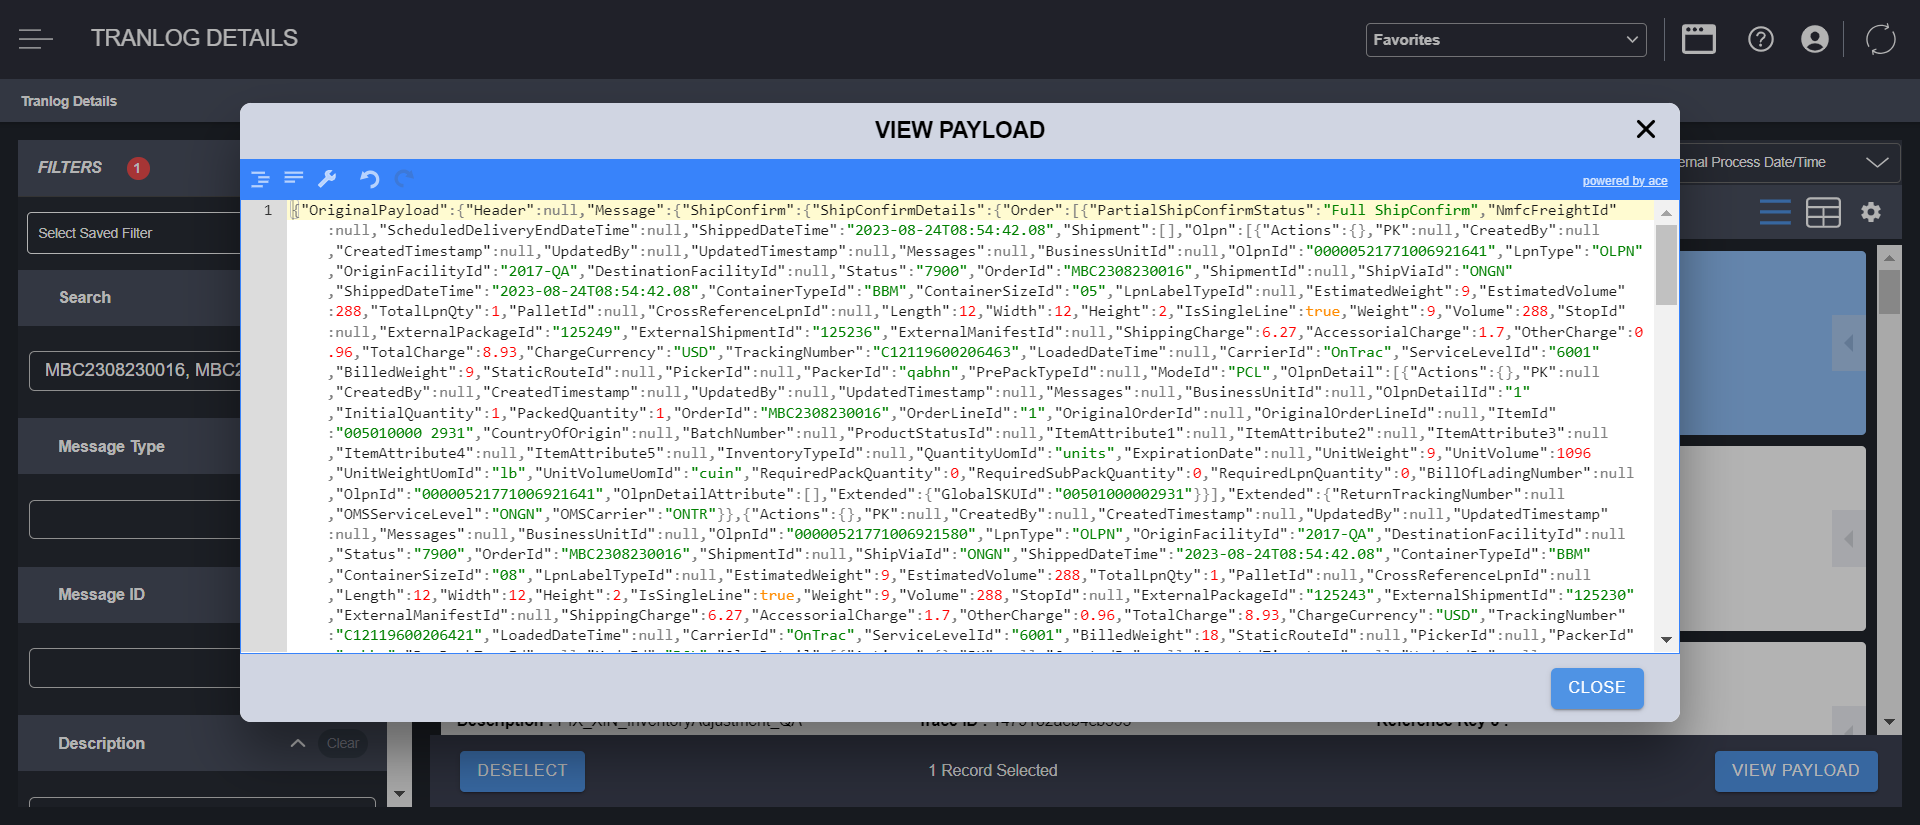 TRANLOG DETAILS
Favorites
Tranlog Details
FILTERS 1
ernal Process Date/Time
Select Saved Filter
Search
MBC2308230016, MBC2
Message Type
Message ID
Description
Clear
VIEW PAYLOAD
powered by ace
1
{"OriginalPayload":{"Header":null,"Message":{"ShipConfirm":{"ShipConfirmDetails":{"Order":[{"PartialShipConfirmStatus":"Full ShipConfirm","NmfcFreightId"
:null,"ScheduledDeliveryEndDateTime":null,"ShippedDateTime":"2023-08-24T08:54:42.08","Shipment":[],"Olpn":[{"Actions":{},"PK":null,"CreatedBy":null
,"CreatedTimestamp":null,"UpdatedBy":null,"UpdatedTimestamp":null,"Messages":null,"BusinessUnitId":null,"OlpnId":"00000521771006921641","LpnType":"OLPN"
,"OriginFacilityId":"2017-QA","DestinationFacilityId":null,"Status":"7900","OrderId":"MBC2308230016","ShipmentId":null,"ShipViaId":"ONGN"
,"ShippedDateTime":"2023-08-24T08:54:42.08","ContainerTypeId":"BBM","ContainerSizeId":"05","LpnLabelTypeId":null,"EstimatedWeight":9,"EstimatedVolume"
:288,"TotalLpnQty":1,"PalletId":null,"CrossReferenceLpnId":null,"Length":12,"Width":12,"Height":2,"IsSingleLine":true,"Weight":9,"Volume":288,"StopId"
:null,"ExternalPackageId":"125249","ExternalShipmentId":"125236","ExternalManifestId":null,"ShippingCharge":6.27,"AccessorialCharge":1.7,"OtherCharge":0
.96,"TotalCharge":8.93,"ChargeCurrency":"USD","TrackingNumber":"C12119600206463","LoadedDateTime":null,"CarrierId":"OnTrac","ServiceLevelId":"6001"
,"BilledWeight":9,"StaticRouteId":null,"PickerId":null,"PackerId":"qabhn","PrePackTypeId":null,"ModeId":"PCL","OlpnDetail":[{"Actions":{},"PK":null
,"CreatedBy":null,"CreatedTimestamp":null,"UpdatedBy":null,"UpdatedTimestamp":null,"Messages":null,"BusinessUnitId":null,"OlpnDetailId":"1"
,"InitialQuantity":1,"PackedQuantity":1,"OrderId":"MBC2308230016","OrderLineId":"1","OriginalOrderId":null,"OriginalOrderLineId":null,"ItemId"
:"005010000 2931","CountryOfOrigin":null,"BatchNumber":null,"ProductStatusId":null,"ItemAttribute1":null,"ItemAttribute2":null,"ItemAttribute3":null
,"ItemAttribute4":null,"ItemAttribute5":null,"InventoryTypeId":null,"QuantityUomId":"units","ExpirationDate":null,"UnitWeight":9,"UnitVolume":1096
,"UnitWeightUomId":"lb","UnitVolumeUomId":"cuin","RequiredPackQuantity":0,"RequiredSubPackQuantity":0,"RequiredLpnQuantity":0,"BillOfLadingNumber":null
,"OlpnId":"00000521771006921641","OlpnDetailAttribute":[],"Extended":{"GlobalSKUId":"00501000002931"}}],"Extended":{"ReturnTrackingNumber":null
,"OMSServiceLevel":"ONGN","OMSCarrier":"ONTR"}},{"Actions":{},"PK":null,"CreatedBy":null,"CreatedTimestamp":null,"UpdatedBy":null,"UpdatedTimestamp"
:null,"Messages":null,"BusinessUnitId":null,"OlpnId":"00000521771006921580","LpnType":"OLPN","OriginFacilityId":"2017-QA","DestinationFacilityId":null
,"Status":"7900","OrderId":"MBC2308230016","ShipmentId":null,"ShipViaId":"ONGN","ShippedDateTime":"2023-08-24T08:54:42.08","ContainerTypeId":"BBM"
,"ContainerSizeId":"08","LpnLabelTypeId":null,"EstimatedWeight":9,"EstimatedVolume":288,"TotalLpnQty":1,"PalletId":null,"CrossReferenceLpnId":null
,"Length":12,"Width":12,"Height":2,"IsSingleLine":true,"Weight":9,"Volume":288,"StopId":null,"ExternalPackageId":"125243","ExternalShipmentId":"125230"
,"ExternalManifestId":null,"ShippingCharge":6.27,"AccessorialCharge":1.7,"OtherCharge":0.96,"TotalCharge":8.93,"ChargeCurrency":"USD","TrackingNumber"
:"C12119600206421","LoadedDateTime":null,"CarrierId":"OnTrac","ServiceLevelId":"6001","BilledWeight":18,"StaticRouteId":null,"PickerId":null,"PackerId"
CLOSE
DESELECT
1 Record Selected
VIEW PAYLOAD